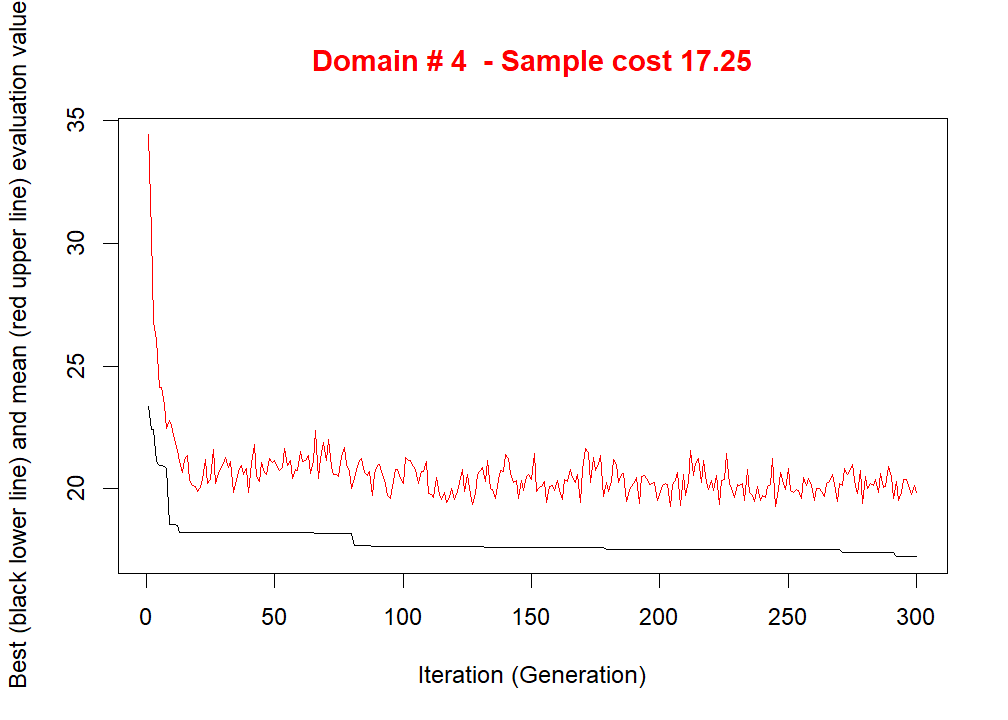 Domain # 4  - Sample cost 17.25
Best (black lower line) and mean (red upper line) evaluation value
35
30
25
20
0 50 100 150 200 250 300
Iteration (Generation)